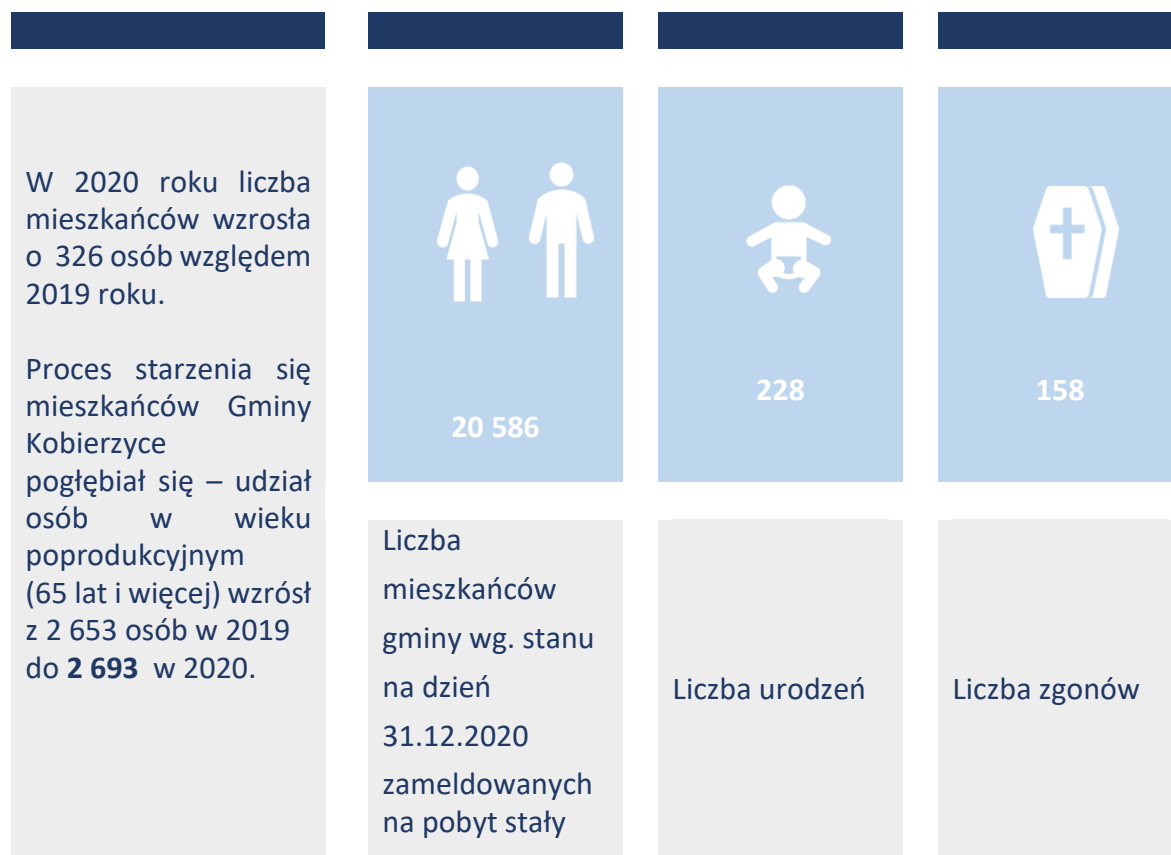 W 2020 roku liczba
mieszkańców wzrosła
o 326 osób względem
2019 roku.
Proces starzenia się
mieszkańców Gminy
Kobierzyce
pogłębiał się – udział
osób w wieku
poprodukcyjnym
(65 lat i więcej) wzrósł
z 2 653 osób w 2019
do 2 693 w 2020.
20 586
Liczba
mieszkańców
gminy wg. stanu
na dzień
31.12.2020
zameldowanych
na pobyt stały
228
Liczba urodzeń
158
Liczba zgonów